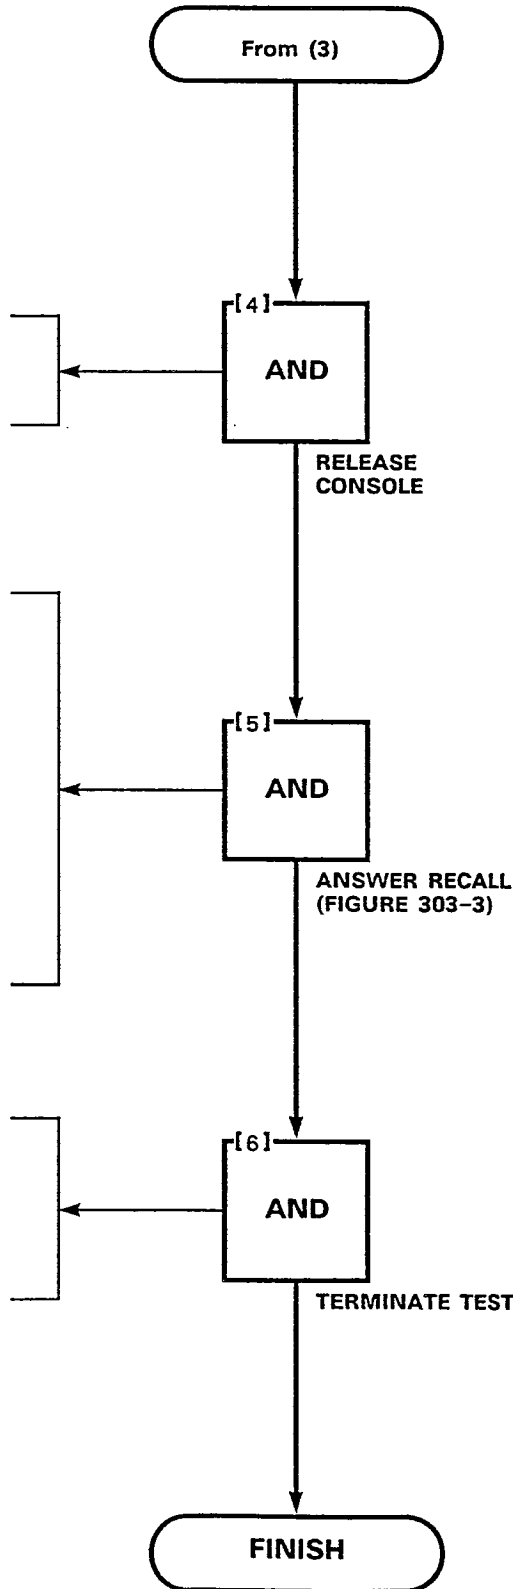 From (3)
[4]
AND
RELEASE
CONSOLE
[5]
AND
ANSWER RECALL
(FIGURE 303-3)
[6]
AND
TERMINATE TEST
FINISH